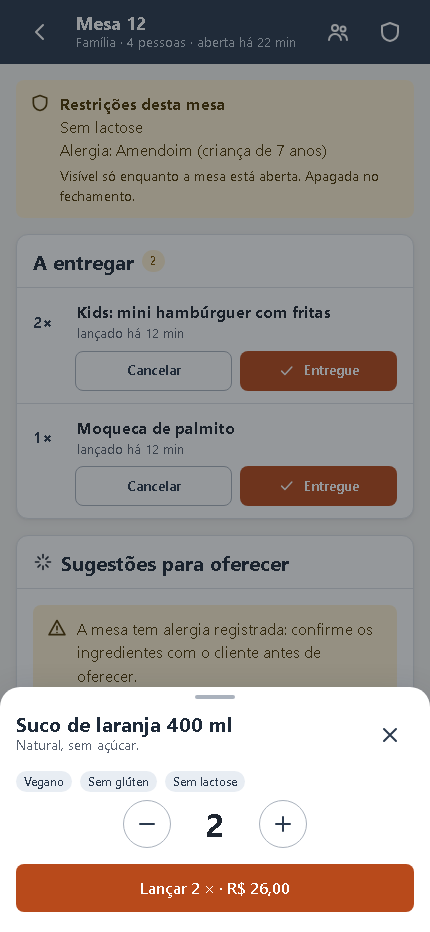 Mesa 12
Família · 4 pessoas · aberta há 22 min
Restrições desta mesa
Sem lactose
Alergia: Amendoim (criança de 7 anos)
Visível só enquanto a mesa está aberta. Apagada no
fechamento.
A entregar 2
2× Kids: mini hambúrguer com fritas
lançado há 12 min
Cancelar Entregue
1× Moqueca de palmito
lançado há 12 min
Cancelar Entregue
Sugestões para oferecer
A mesa tem alergia registrada: confirme os
ingredientes com o cliente antes de
oferecer.
Suco de laranja 400 ml
Natural, sem açúcar.
Vegano Sem glúten Sem lactose
2
Lançar 2 × · R$ 26,00